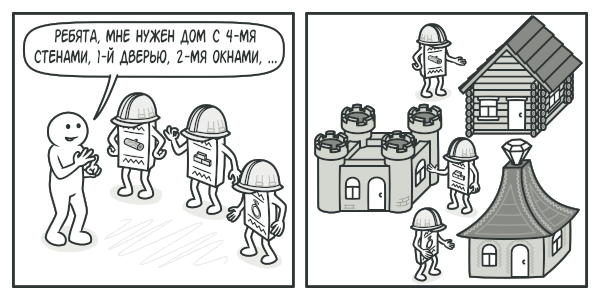 РЕБЯТА, МНЕ НУЖЕН ДОМ С 4-МЯ
СТЕНАМИ, 1-Й ДВЕРЬЮ, 2-МЯ ОКНАМИ, ...